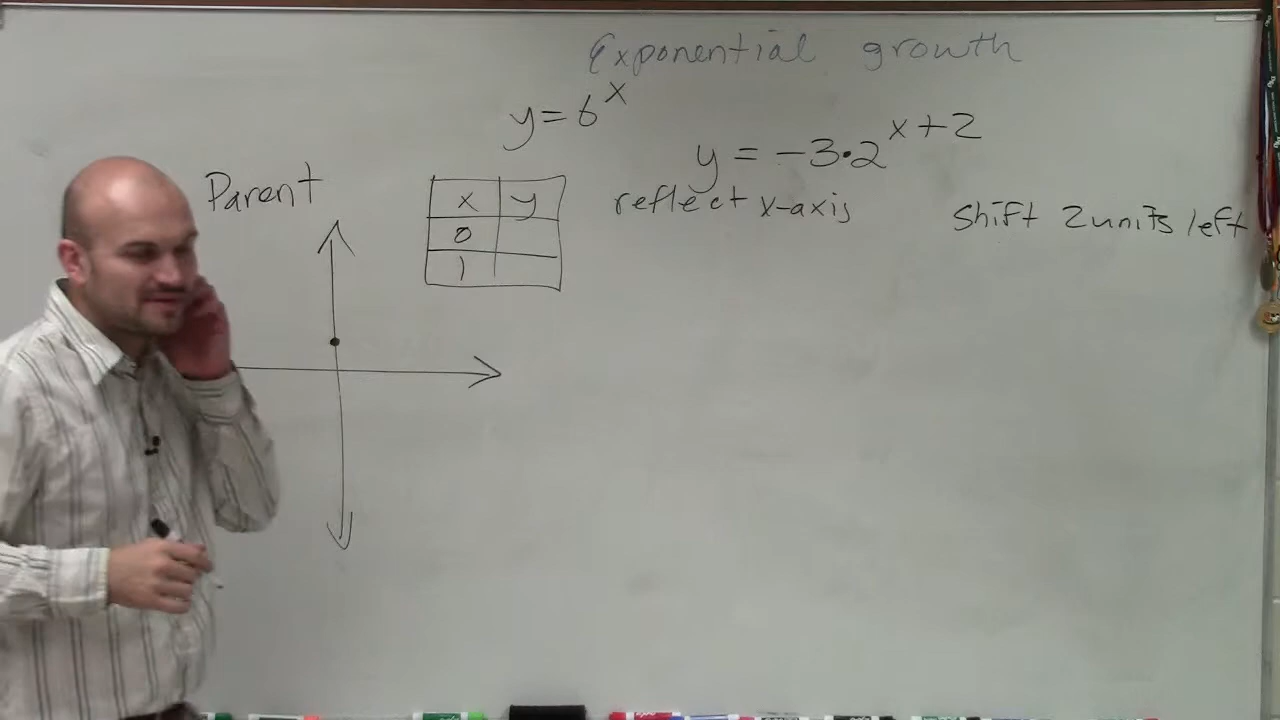 Exponential growth
y = 6^x
y = -3·2^x+2
Parent
reflect x-axis
Shift 2 units left
x y
0
1